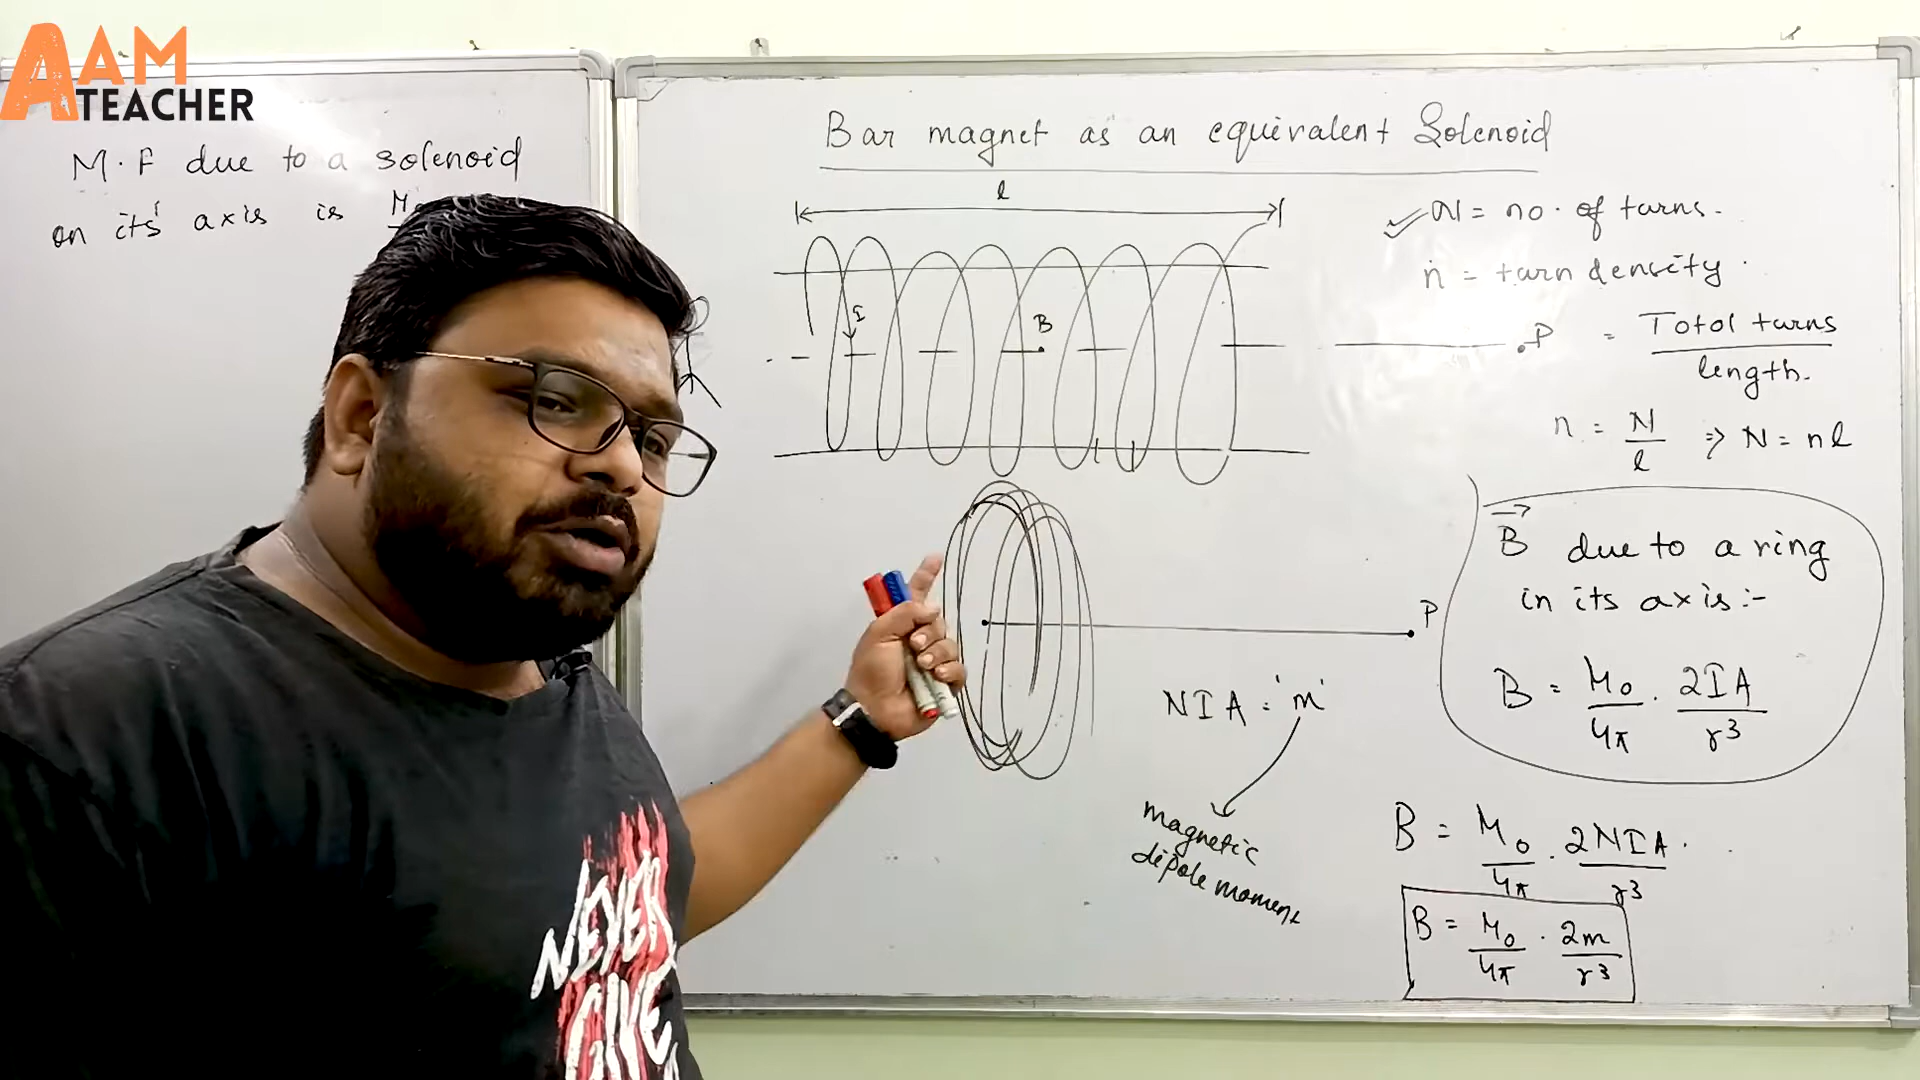 AAM
TEACHER
M.F due to a solenoid
on its axis is
Bar magnet as an equivalent Solenoid
l
I
B
P
N = no. of turns.
n = turn density
= Total turns
length.
n = N
l
⇒ N = nl
B due to a ring
in its axis :-
B = μ0 . 2IA
4π r3
P
NIA = 'm'
magnetic
dipole moment
B = μ0 . 2NIA.
4π r3
B = μ0 . 2m
4π r3
NEVER
GIVE